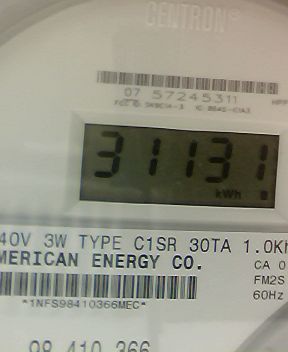 CENTRON®
07 57245311
31131
kWh
40V 3W TYPE C1SR 30TA 1.0Kh
MERICAN ENERGY CO.
CA 0
FM2S
60Hz
*1NFS98410366MEC*
98 410 366